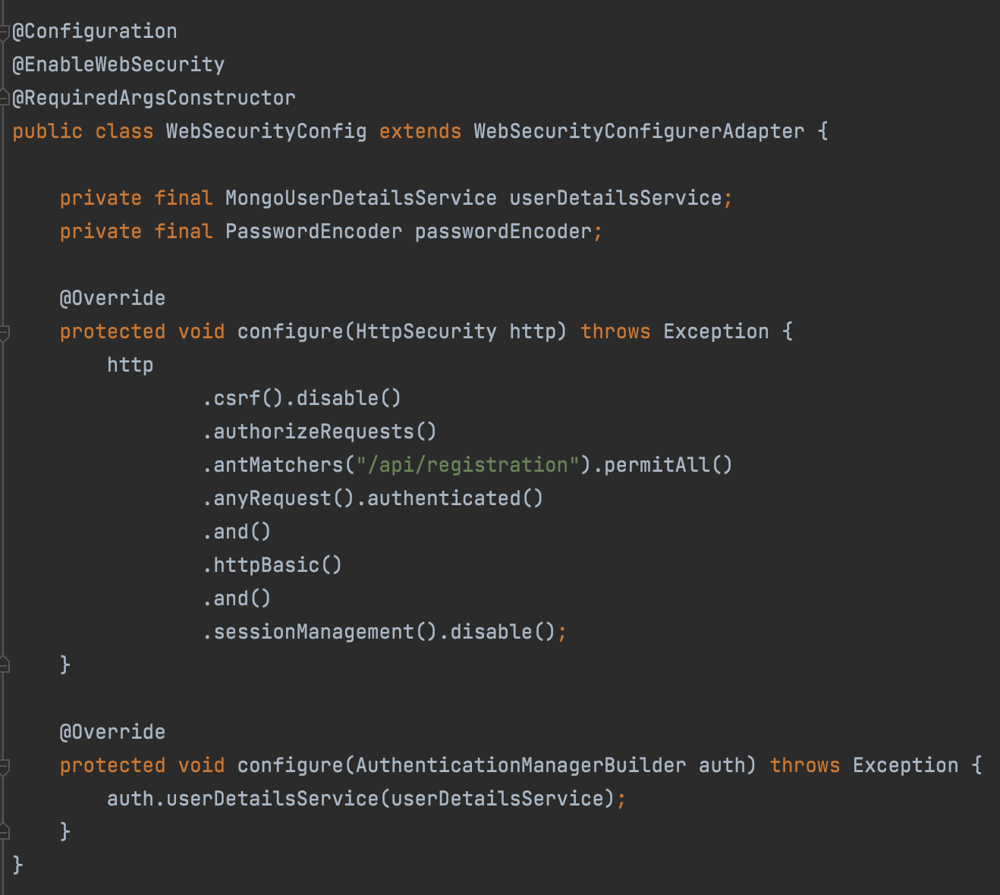 @Configuration
@EnableWebSecurity
@RequiredArgsConstructor
public class WebSecurityConfig extends WebSecurityConfigurerAdapter {
private final MongoUserDetailsService userDetailsService;
private final PasswordEncoder passwordEncoder;
@Override
protected void configure(HttpSecurity http) throws Exception {
http
.csrf().disable()
.authorizeRequests()
.antMatchers("/api/registration").permitAll()
.anyRequest().authenticated()
.and()
.httpBasic()
.and()
.sessionManagement().disable();
}
@Override
protected void configure(AuthenticationManagerBuilder auth) throws Exception {
auth.userDetailsService(userDetailsService);
}
}